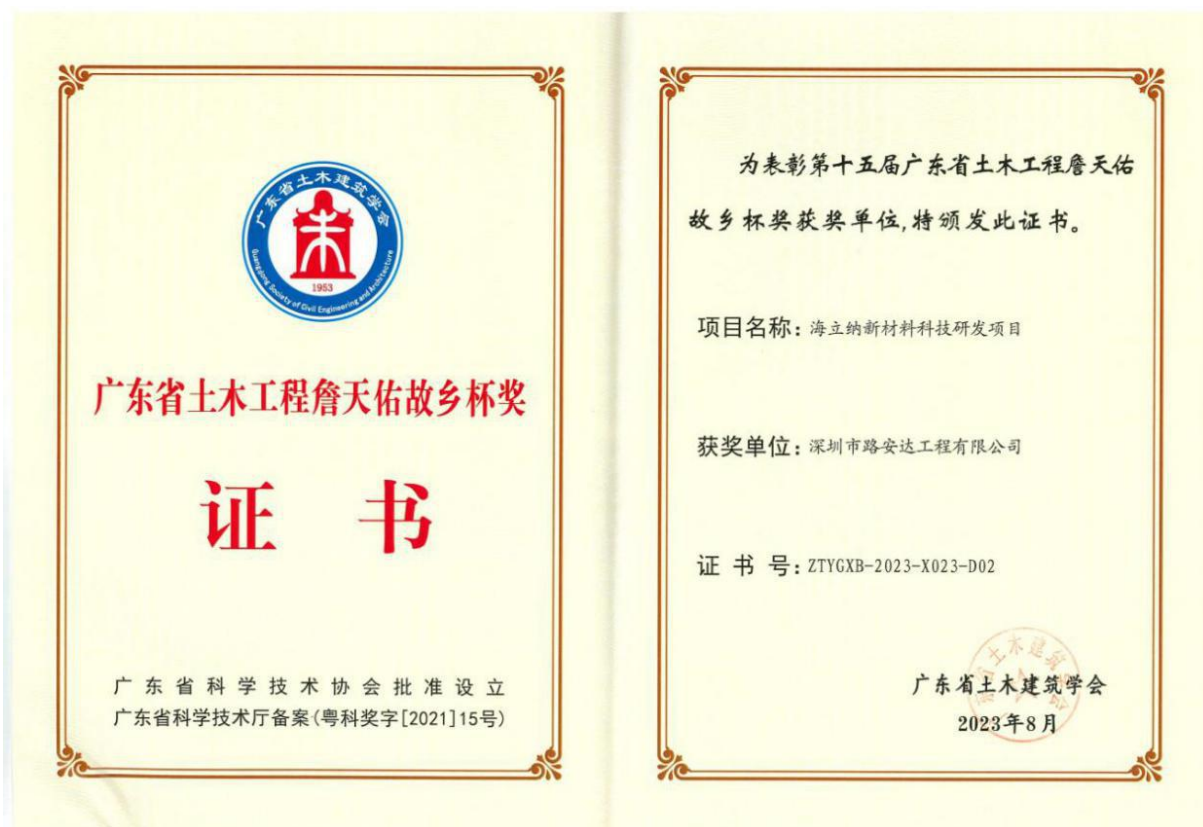 广东省土木建筑学会
1953
Guangdong Society of Civil Engineering and Architecture
广东省土木工程詹天佑故乡杯奖
证 书
广东省科学技术协会批准设立
广东省科学技术厅备案(粤科奖字[2021]15号)
为表彰第十五届广东省土木工程詹天佑
故乡杯奖获奖单位,特颁发此证书。
项目名称:海立纳新材料科技研发项目
获奖单位:深圳市路安达工程有限公司
证 书 号:ZTYGXB-2023-X023-D02
广东省土木建筑学会
2023年8月